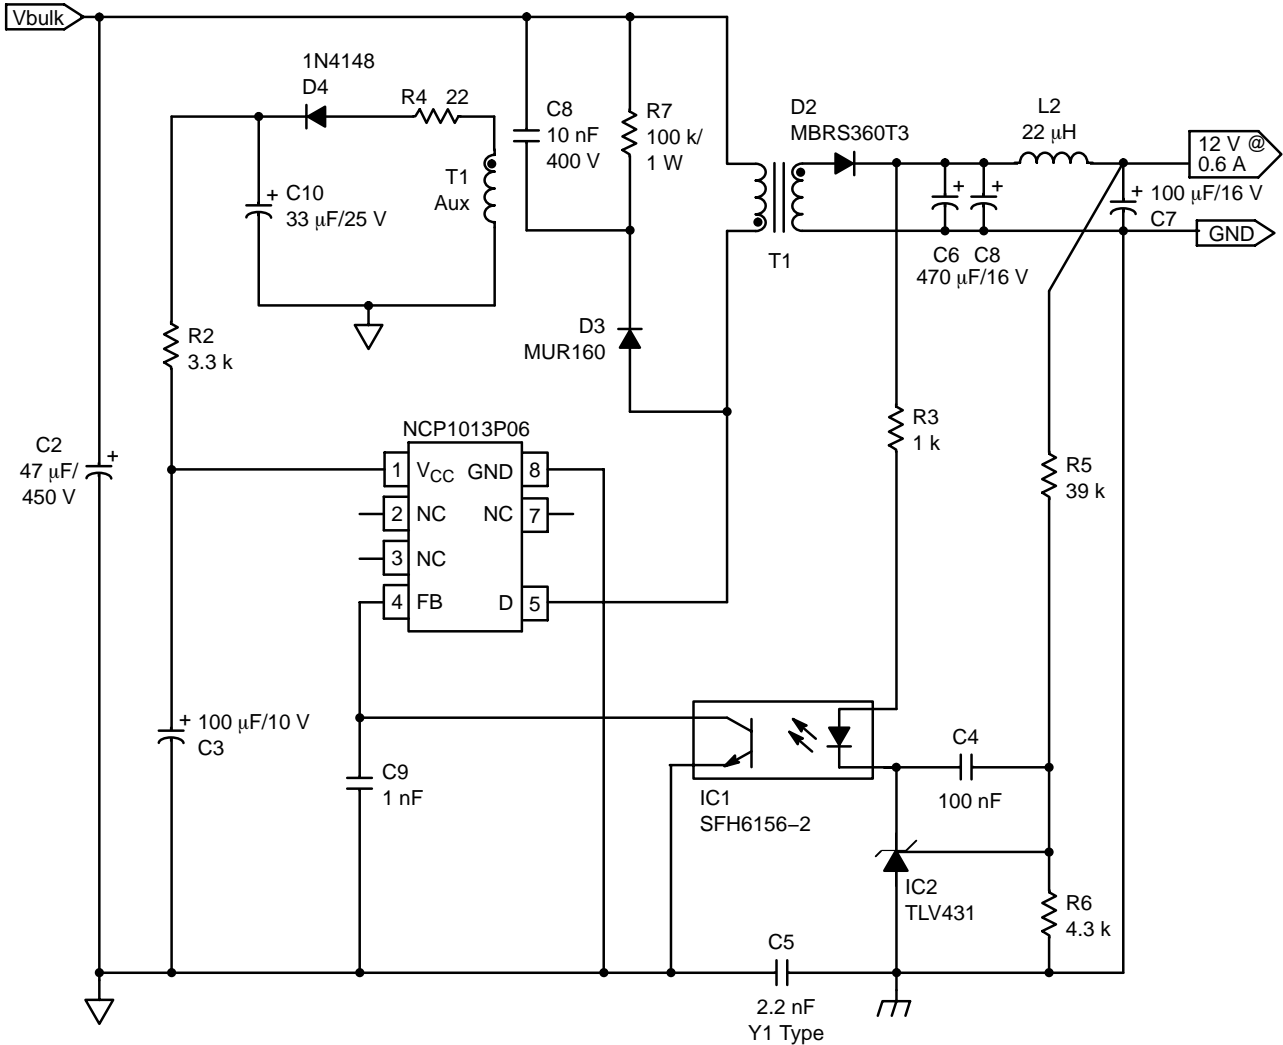 Vbulk
1N4148
D4
R4 22
C8
10 nF
400 V
R7
100 k/
1 W
D2
MBRS360T3
L2
22 μH
12 V @
0.6 A
T1
Aux
+ C10
33 μF/25 V
+
+
+ 100 μF/16 V
C7
GND
T1
C6 C8
470 μF/16 V
R2
3.3 k
D3
MUR160
C2
47 μF/
450 V
+
NCP1013P06
1 VCC GND 8
2 NC NC 7
3 NC
4 FB D 5
R3
1 k
R5
39 k
+ 100 μF/10 V
C3
C9
1 nF
IC1
SFH6156–2
C4
100 nF
IC2
TLV431
R6
4.3 k
C5
2.2 nF
Y1 Type